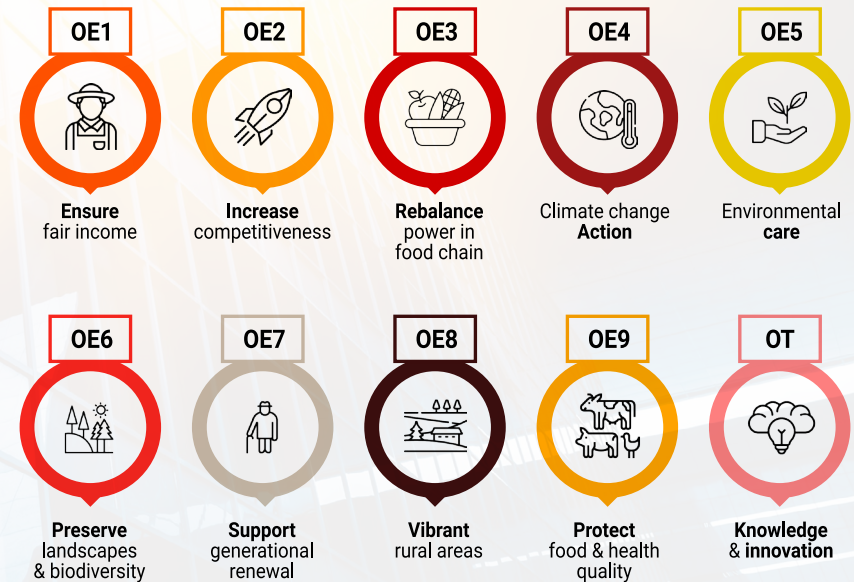 OE1
OE2
OE3
OE4
OE5
Ensure
fair income
Increase
competitiveness
Rebalance
power in
food chain
Climate change
Action
Environmental
care
OE6
OE7
OE8
OE9
OT
Preserve
landscapes
& biodiversity
Support
generational
renewal
Vibrant
rural areas
Protect
food & health
quality
Knowledge
& innovation